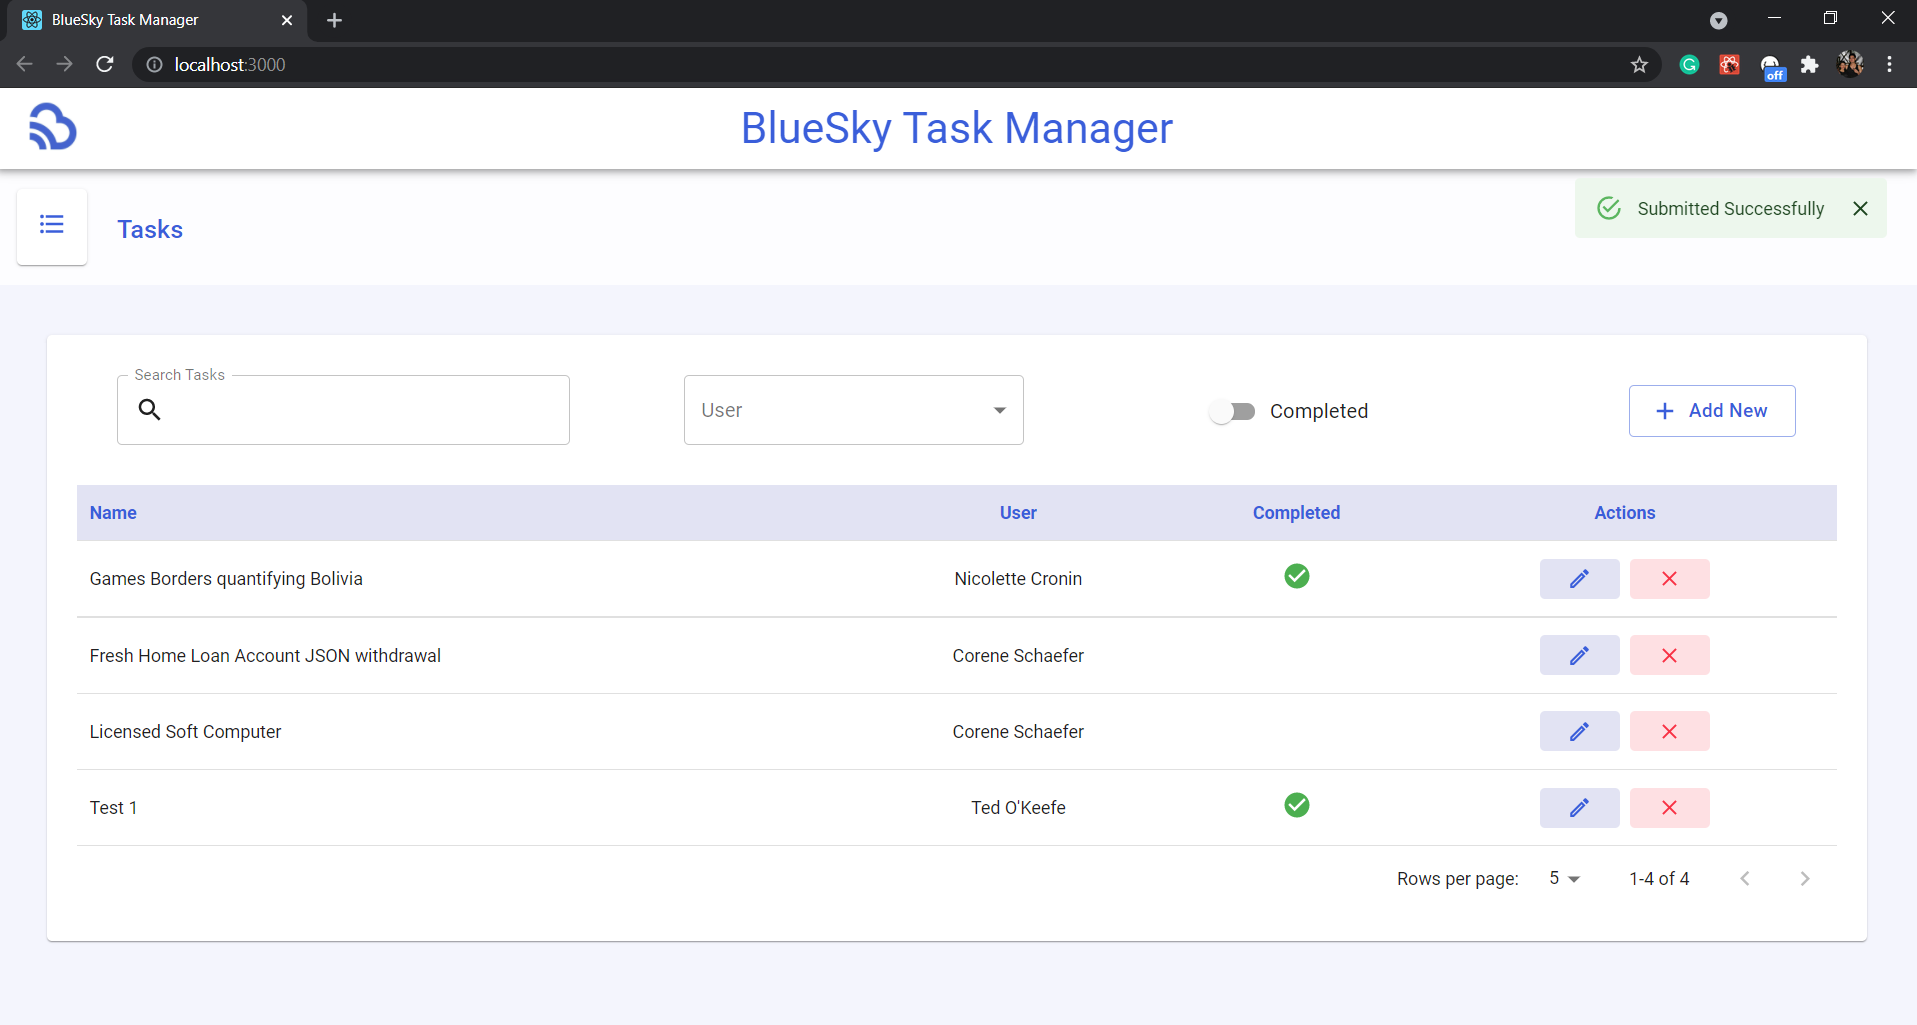 BlueSky Task Manager
localhost:3000
off
BlueSky Task Manager
Tasks
Submitted Successfully
Search Tasks
User
Completed
Add New
Name User Completed Actions
Games Borders quantifying Bolivia Nicolette Cronin
Fresh Home Loan Account JSON withdrawal Corene Schaefer
Licensed Soft Computer Corene Schaefer
Test 1 Ted O'Keefe
Rows per page: 5 1-4 of 4